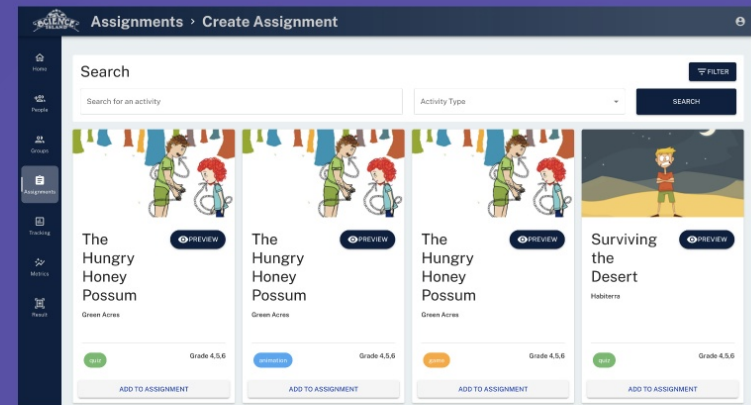 SCIENCE
ISLAND
Assignments > Create Assignment
Home
People
Groups
Assignments
Tracking
Metrics
Search
FILTER
Search for an activity
Activity Type
SEARCH
The
Hungry
Honey
Possum
PREVIEW
Green Acres
quiz
Grade 4,5,6
ADD TO ASSIGNMENT
The
Hungry
Honey
Possum
PREVIEW
Green Acres
animation
Grade 4,5,6
ADD TO ASSIGNMENT
The
Hungry
Honey
Possum
PREVIEW
Green Acres
game
Grade 4,5,6
ADD TO ASSIGNMENT
Surviving
the
Desert
PREVIEW
Habiterra
quiz
Grade 4,5,6
ADD TO ASSIGNMENT